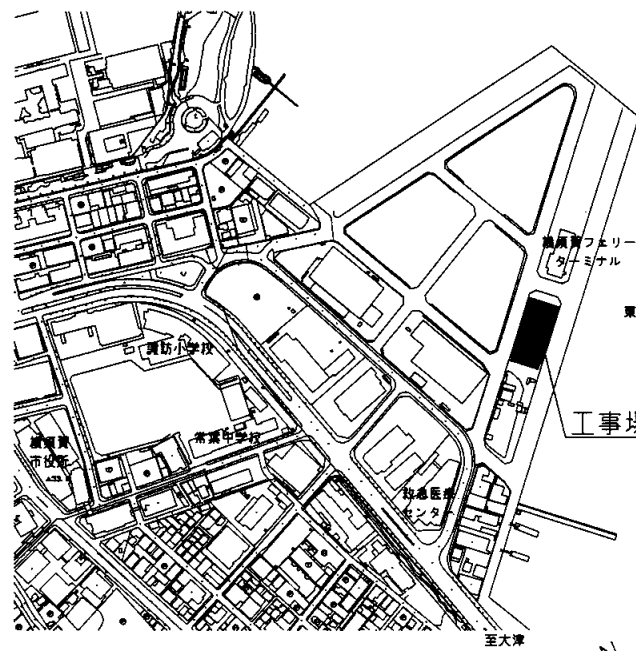 横須賀フェリー
ターミナル
東
諏訪小学校
工事場
常葉中学校
横須賀
市役所
救急医療
センター
至大津